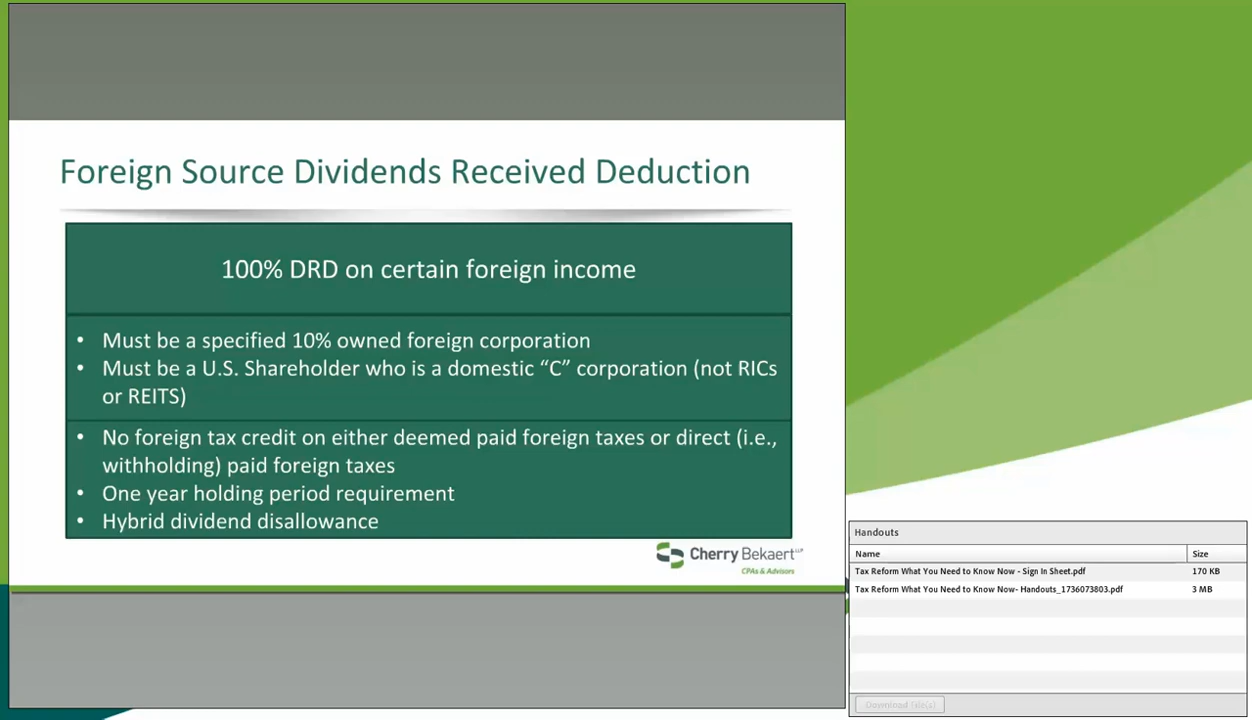 Foreign Source Dividends Received Deduction
100% DRD on certain foreign income
• Must be a specified 10% owned foreign corporation
• Must be a U.S. Shareholder who is a domestic “C” corporation (not RICs
or REITS)
• No foreign tax credit on either deemed paid foreign taxes or direct (i.e.,
withholding) paid foreign taxes
• One year holding period requirement
• Hybrid dividend disallowance
Cherry Bekaert LLP
CPAs & Advisors
Handouts
Name Size
Tax Reform What You Need to Know Now - Sign In Sheet.pdf 170 KB
Tax Reform What You Need to Know Now- Handouts_1736073803.pdf 3 MB
Download File(s)